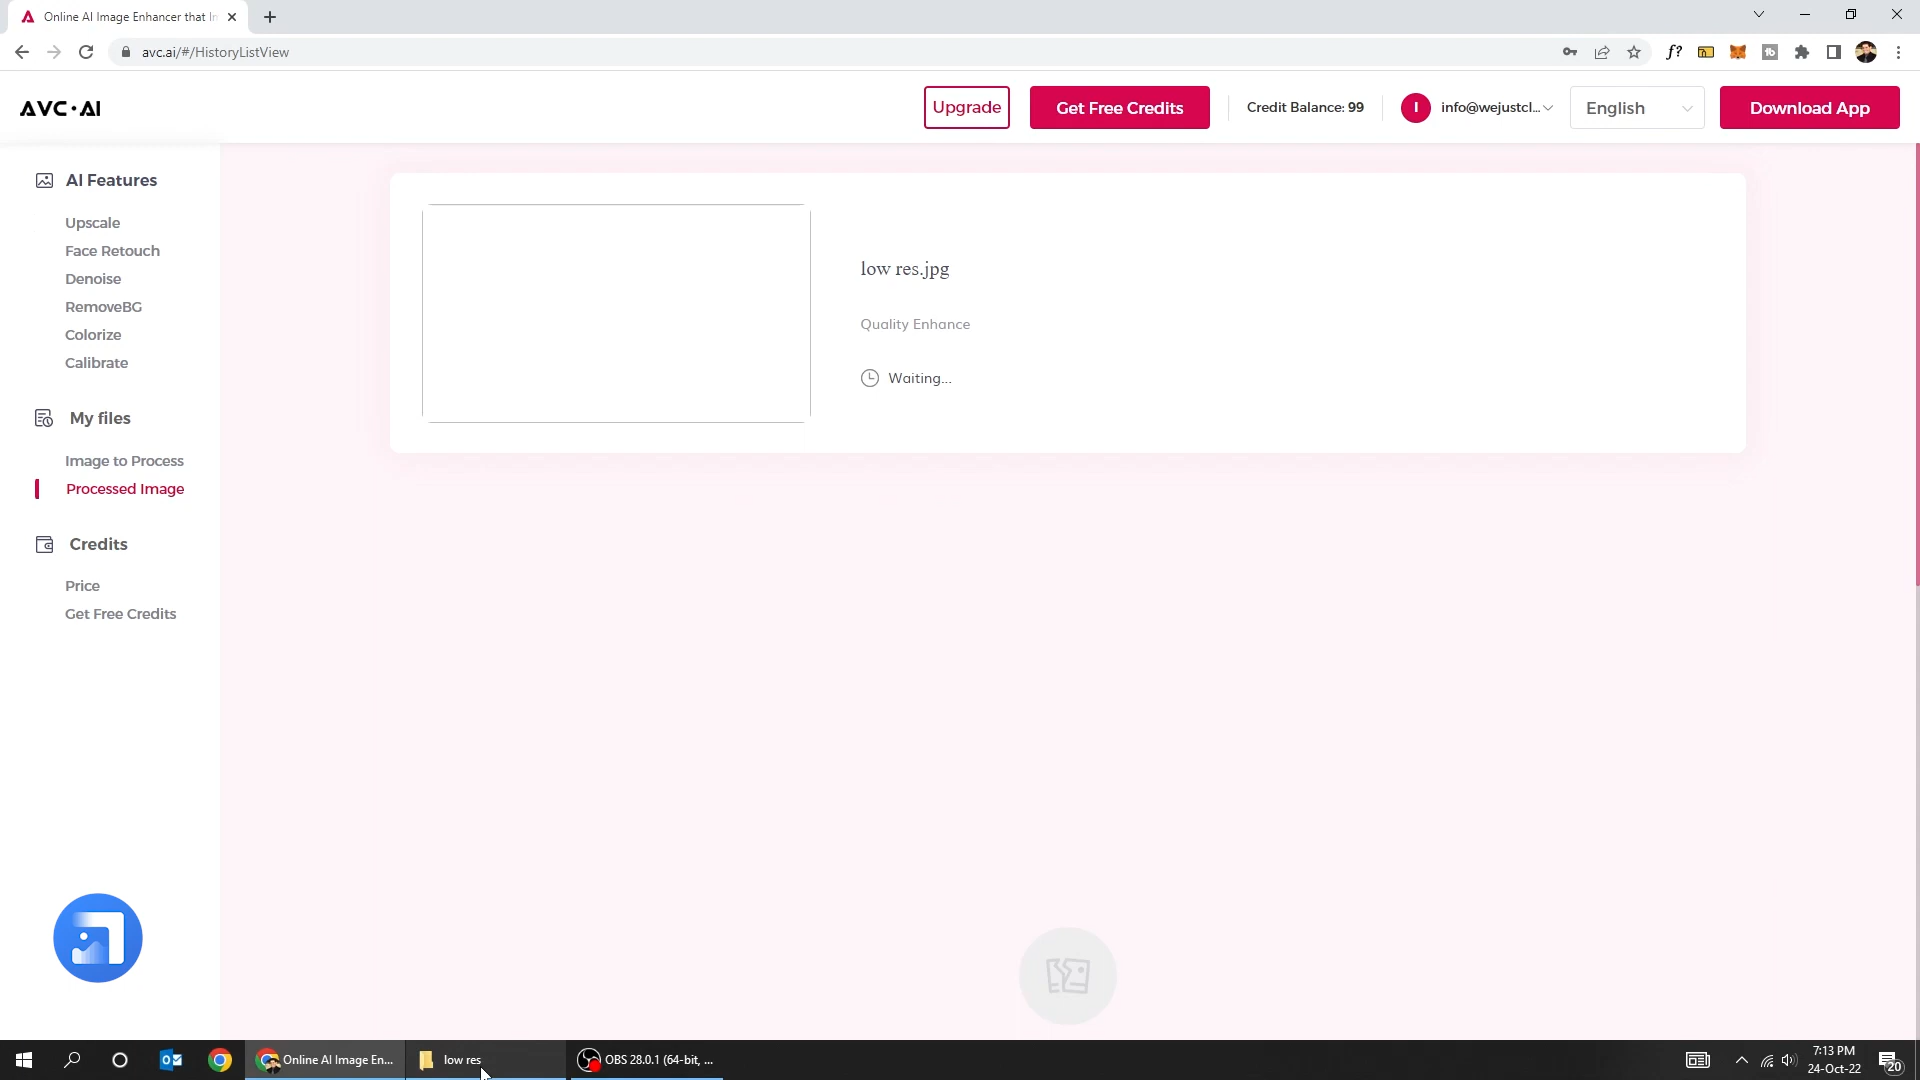 Online AI Image Enhancer that In
avc.ai/#/HistoryListView
f?
AVC·AI
Upgrade
Get Free Credits
Credit Balance: 99
I
info@wejustcl...
English
Download App
AI Features
Upscale
Face Retouch
Denoise
RemoveBG
Colorize
Calibrate
My files
Image to Process
Processed Image
Credits
Price
Get Free Credits
low res.jpg
Quality Enhance
Waiting...
Online AI Image En...
low res
OBS 28.0.1 (64-bit, ...
7:13 PM
24-Oct-22
20